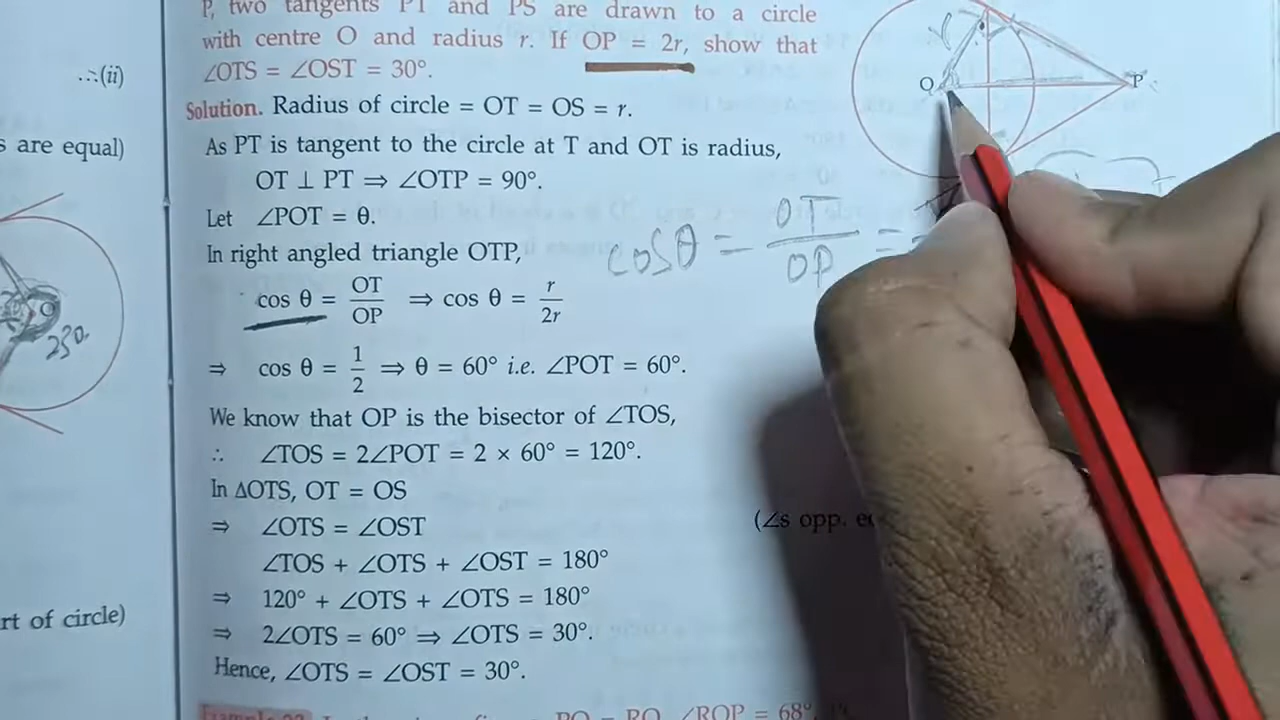 P, two tangents PT and PS are drawn to a circle
with centre O and radius r. If OP = 2r, show that
∠OTS = ∠OST = 30°.
Solution. Radius of circle = OT = OS = r.
As PT is tangent to the circle at T and OT is radius,
OT ⊥ PT ⇒ ∠OTP = 90°.
Let ∠POT = θ.
In right angled triangle OTP,
cos θ = OT/OP ⇒ cos θ = r/2r
⇒ cos θ = 1/2 ⇒ θ = 60° i.e. ∠POT = 60°.
We know that OP is the bisector of ∠TOS,
∴ ∠TOS = 2∠POT = 2 × 60° = 120°.
In ΔOTS, OT = OS
⇒ ∠OTS = ∠OST
(∠s opp.
∠TOS + ∠OTS + ∠OST = 180°
⇒ 120° + ∠OTS + ∠OTS = 180°
⇒ 2∠OTS = 60° ⇒ ∠OTS = 30°.
Hence, ∠OTS = ∠OST = 30°.
∠ROP = 68°
...(ii)
s are equal)
O
230
rt of circle)
O
P
cosθ = OT/OP =